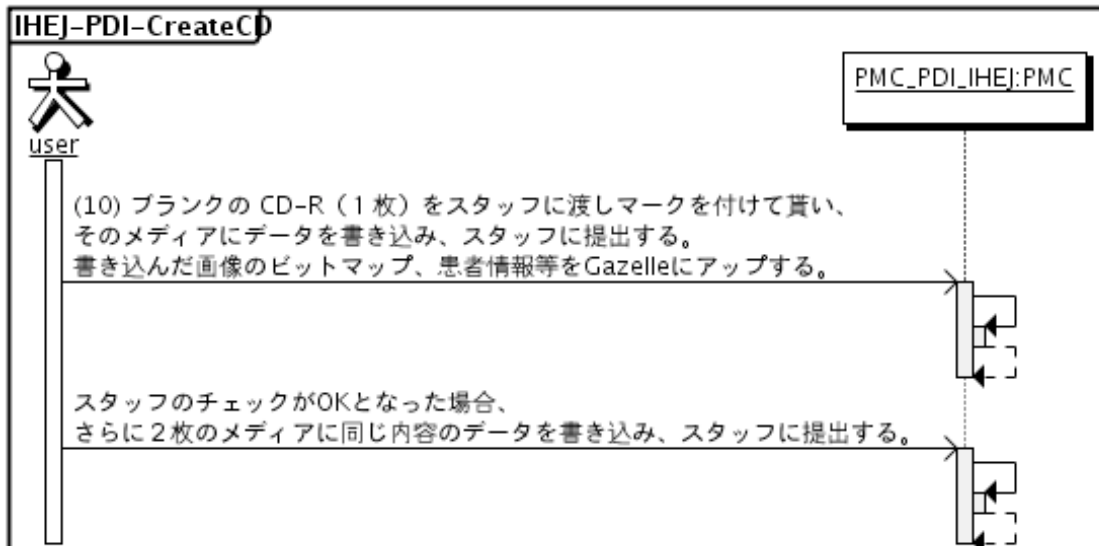 IHEJ-PDI-CreateCD
user
PMC_PDI_IHEJ:PMC
(10) ブランクの CD-R（１枚）をスタッフに渡しマークを付けて貰い、
そのメディアにデータを書き込み、スタッフに提出する。
書き込んだ画像のビットマップ、患者情報等をGazelleにアップする。
スタッフのチェックがOKとなった場合、
さらに２枚のメディアに同じ内容のデータを書き込み、スタッフに提出する。